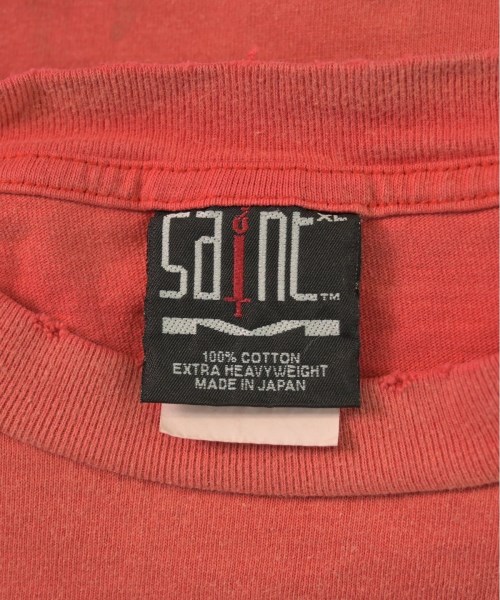 XL
saint
TM
100% COTTON
EXTRA HEAVYWEIGHT
MADE IN JAPAN